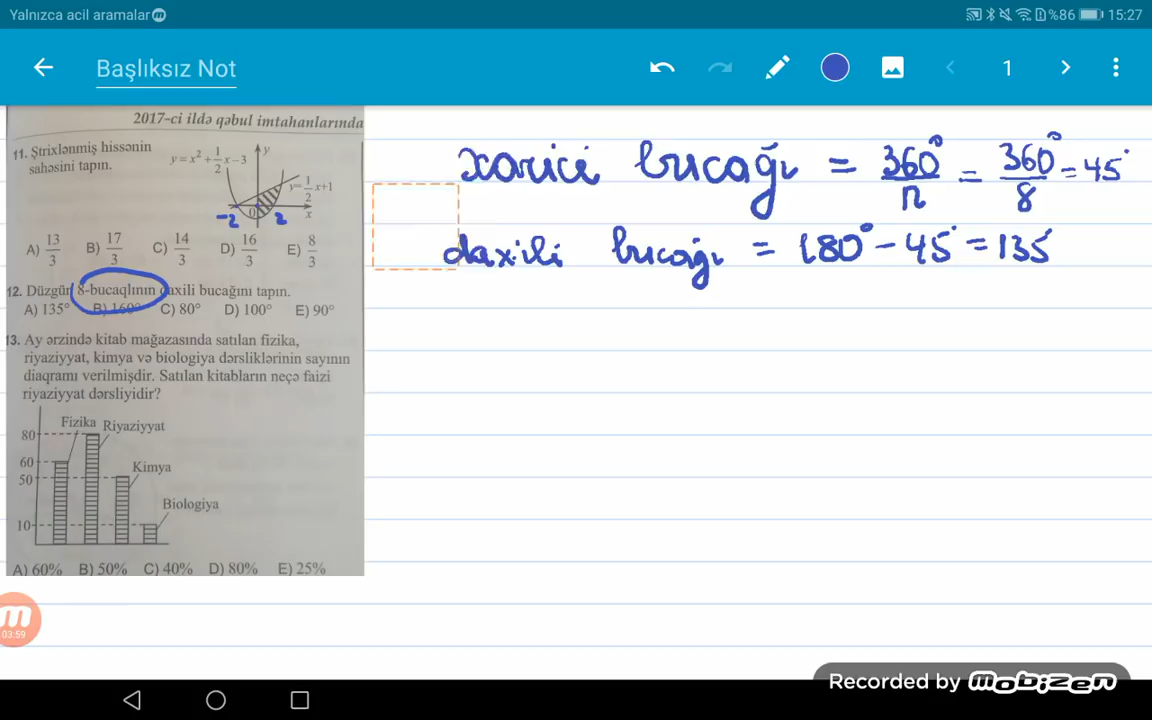 Yalnızca acil aramalar
%86 15:27
Başlıksız Not
1
2017-ci ildə qəbul imtahanlarında
11. Ştrixlənmiş hissənin
sahəsini tapın.
y = x² + 1/2 x − 3
y
y = 1/2 x + 1
-2 0 2 x
A) 13/3 B) 17/3 C) 14/3 D) 16/3 E) 8/3
12. Düzgün 8-bucaqlının daxili bucağını tapın.
A) 135° B) 160° C) 80° D) 100° E) 90°
13. Ay ərzində kitab mağazasında satılan fizika,
riyaziyyat, kimya və biologiya dərsliklərinin sayının
diaqramı verilmişdir. Satılan kitabların neçə faizi
riyaziyyat dərsliyidir?
Fizika Riyaziyyat
80
60 Kimya
50
Biologiya
10
A) 60% B) 50% C) 40% D) 80% E) 25%
xarici bucağı = 360°/n = 360°/8 = 45°
daxili bucağı = 180° − 45° = 135°
03:59
Recorded by mobizen